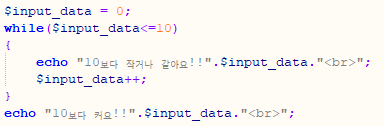 $input_data = 0;
while($input_data<=10)
{
    echo "10보다 작거나 같아요!!".$input_data."<br>";
    $input_data++;
}
echo "10보다 커요!!".$input_data."<br>";